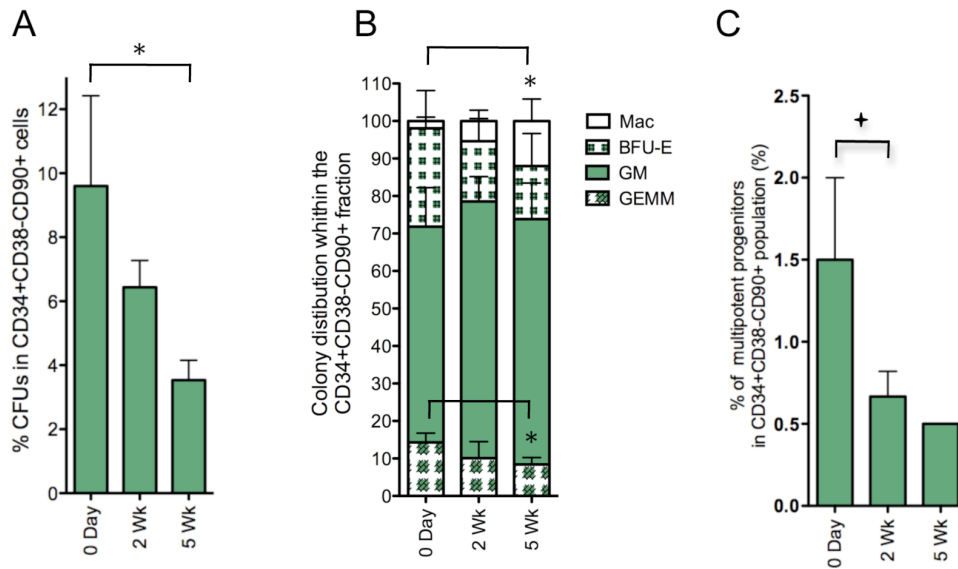 A
*
% CFUs in CD34+CD38-CD90+ cells
12
10
8
6
4
2
0
0 Day
2 Wk
5 Wk
B
*
Colony distibution whithin the
CD34+CD38-CD90+ fraction
110
100
90
80
70
60
50
40
30
20
10
0
*
0 Day
2 Wk
5 Wk
Mac
BFU-E
GM
GEMM
C
% of multipotent progenitors
in CD34+CD38-CD90+ population (%)
2.5
2.0
1.5
1.0
0.5
0.0
0 Day
2 Wk
5 Wk